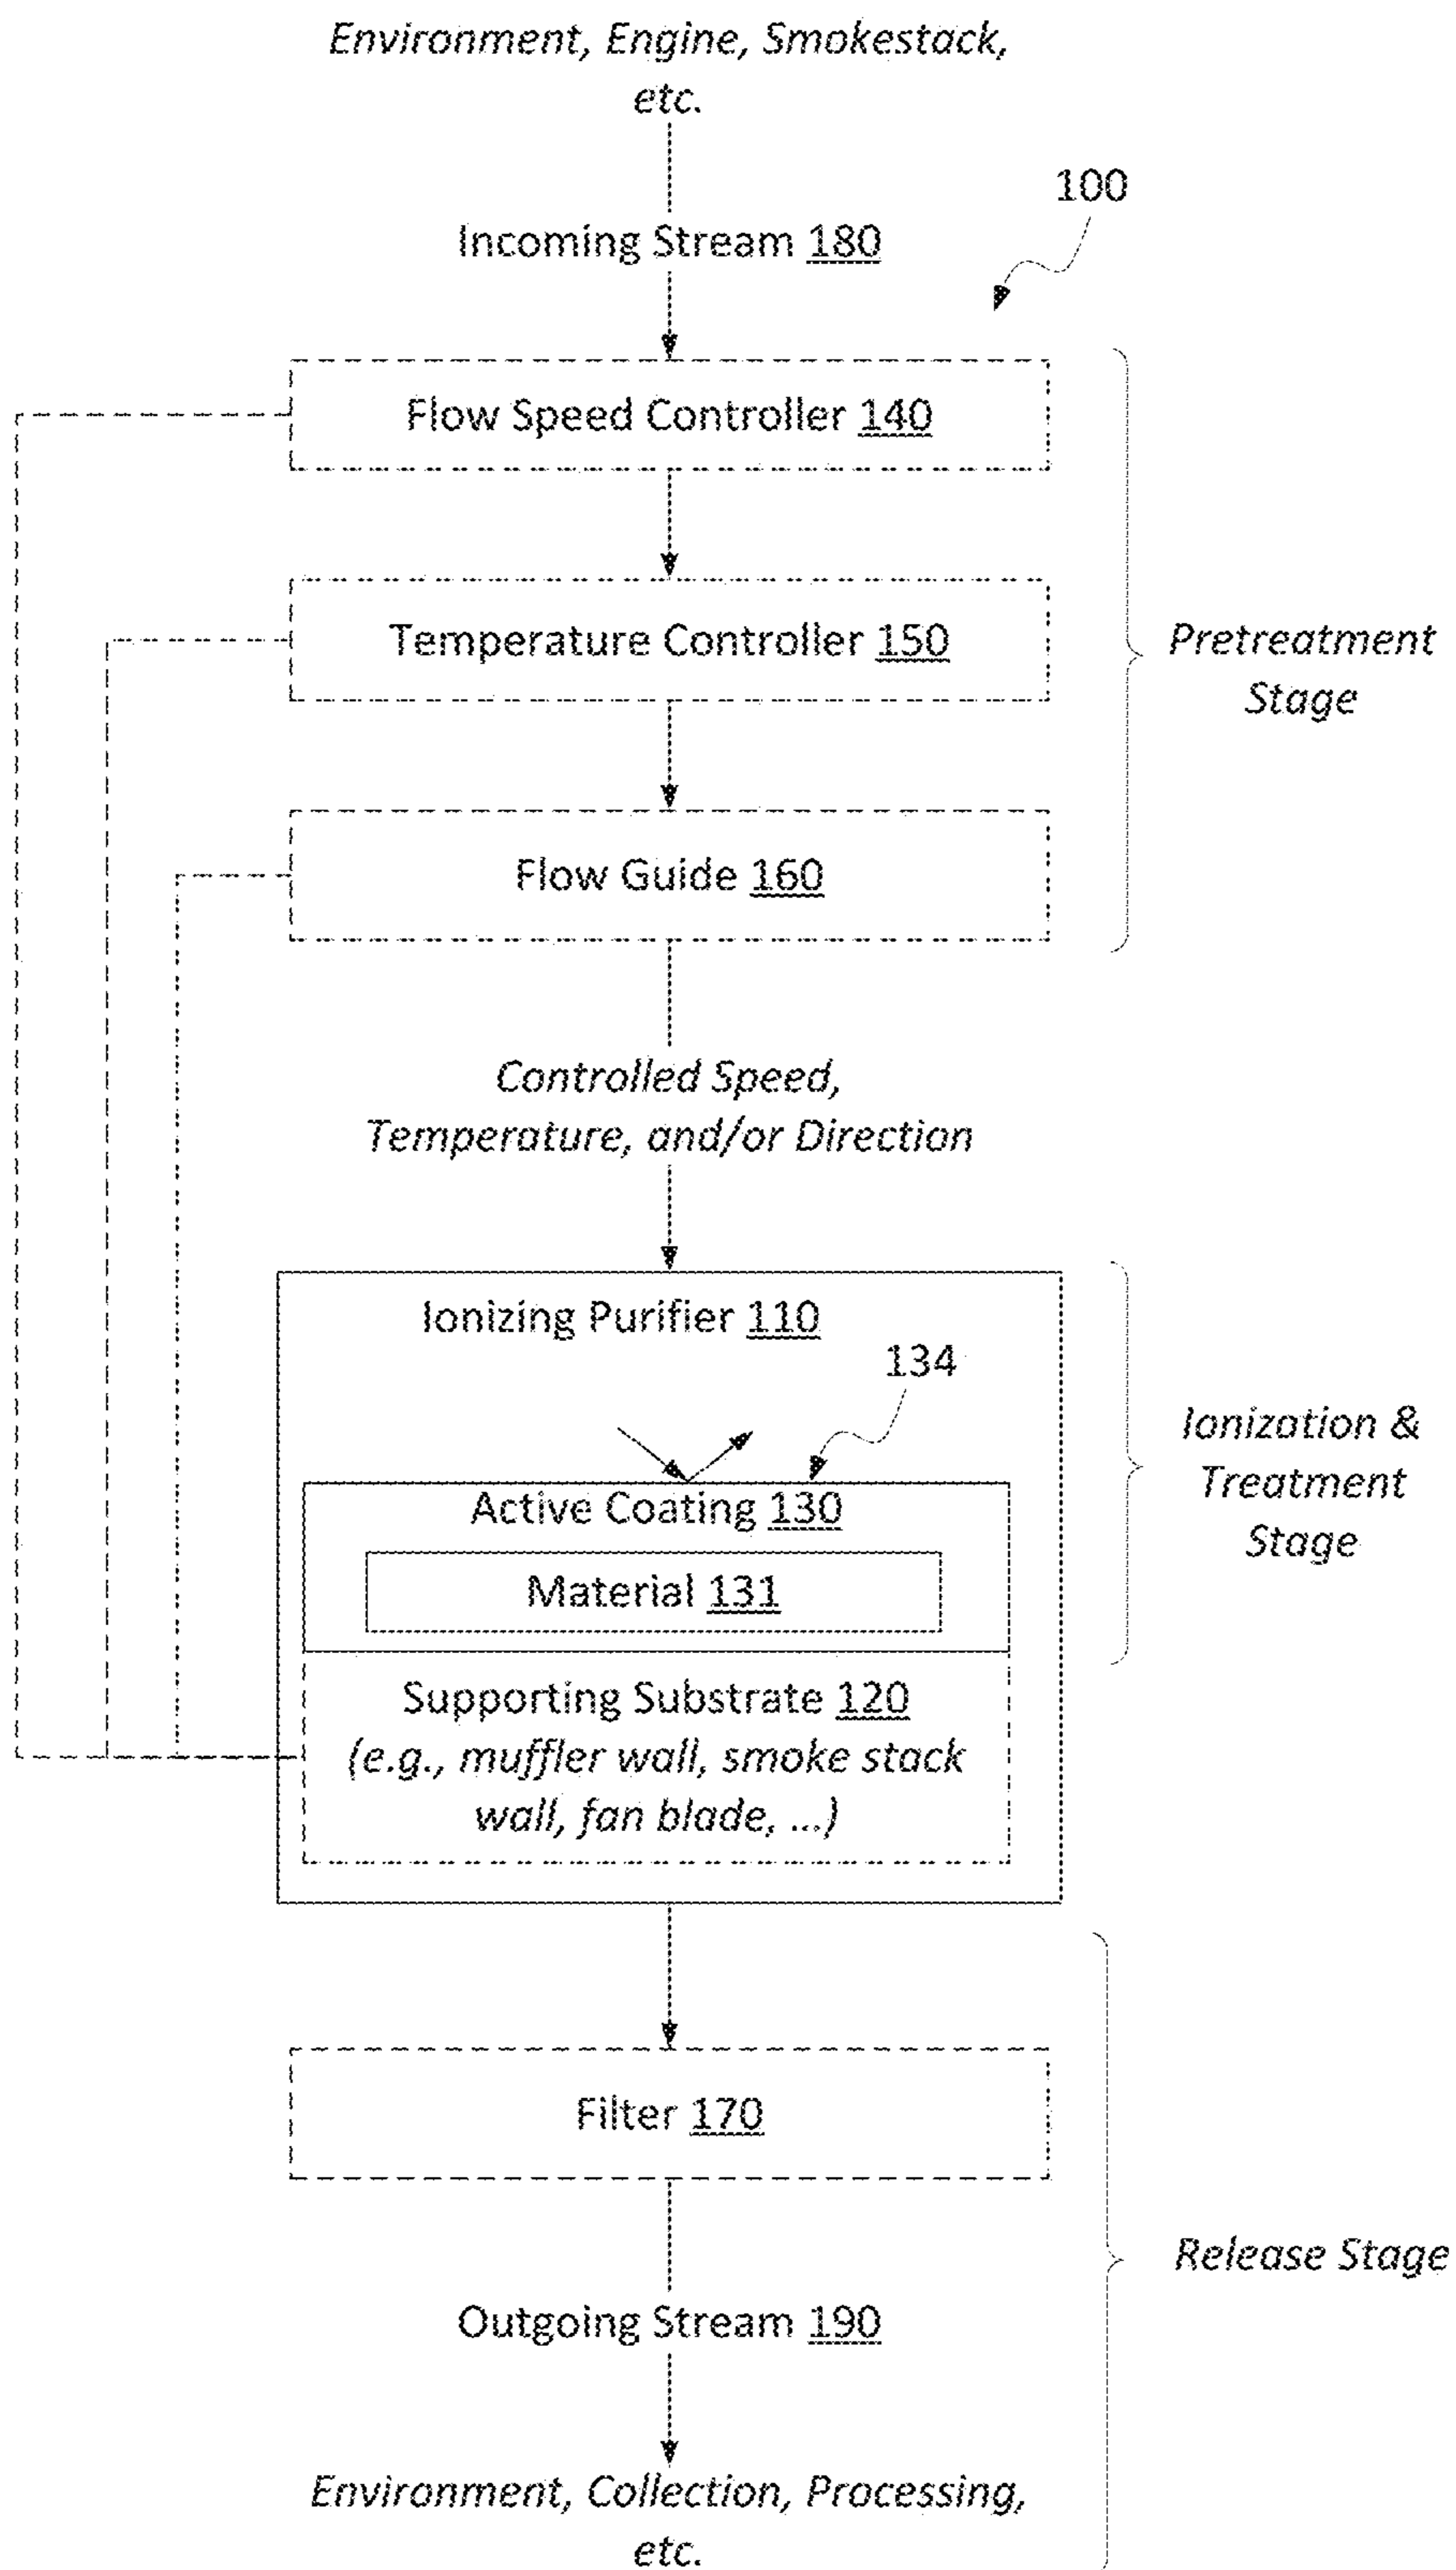 Environment, Engine, Smokestack,
etc.
100
Incoming Stream 180
Flow Speed Controller 140
Temperature Controller 150
Pretreatment
Stage
Flow Guide 160
Controlled Speed,
Temperature, and/or Direction
Ionizing Purifier 110
134
Ionization &
Treatment
Stage
Active Coating 130
Material 131
Supporting Substrate 120
(e.g., muffler wall, smoke stack
wall, fan blade, ...)
Filter 170
Release Stage
Outgoing Stream 190
Environment, Collection, Processing,
etc.